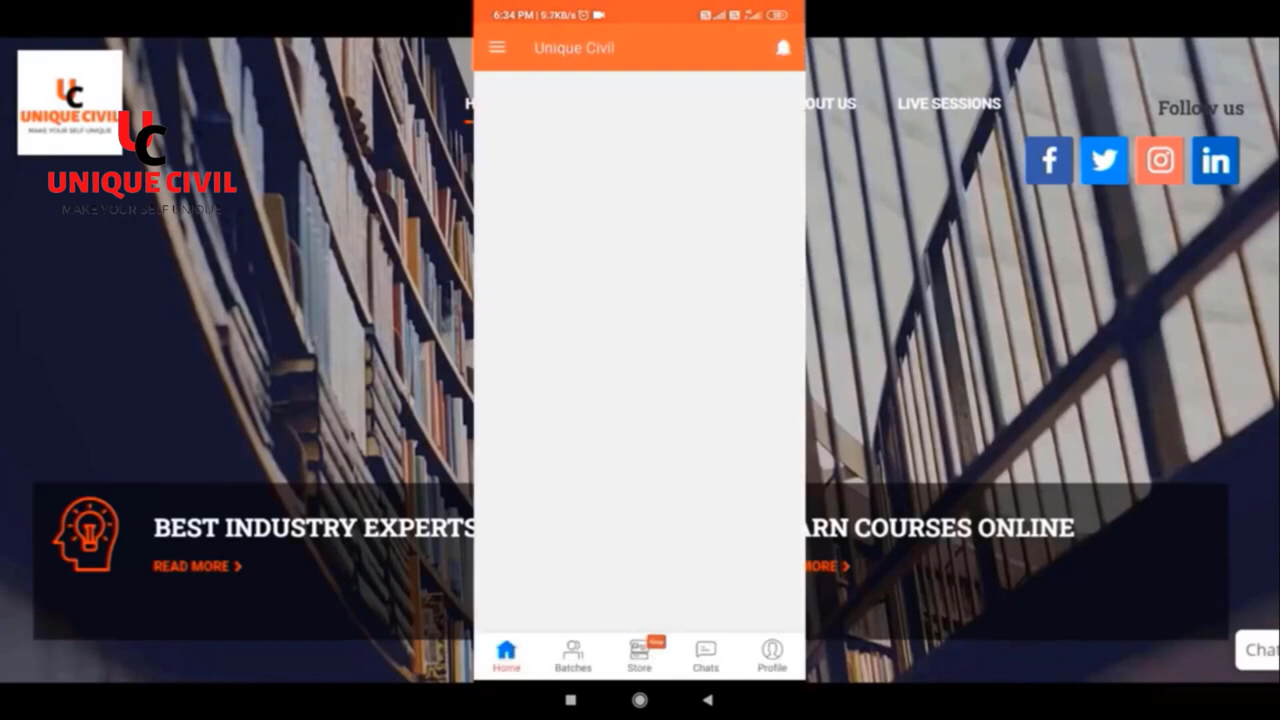 6:34 PM | 9.7KB/s
Unique Civil
UC
UNIQUE CIVIL
MAKE YOUR SELF UNIQUE
UC
UNIQUE CIVIL
MAKE YOUR SELF UNIQUE
H
OUT US
LIVE SESSIONS
Follow us
BEST INDUSTRY EXPERTS
READ MORE >
ARN COURSES ONLINE
MORE >
Chat
New
Home
Batches
Store
Chats
Profile